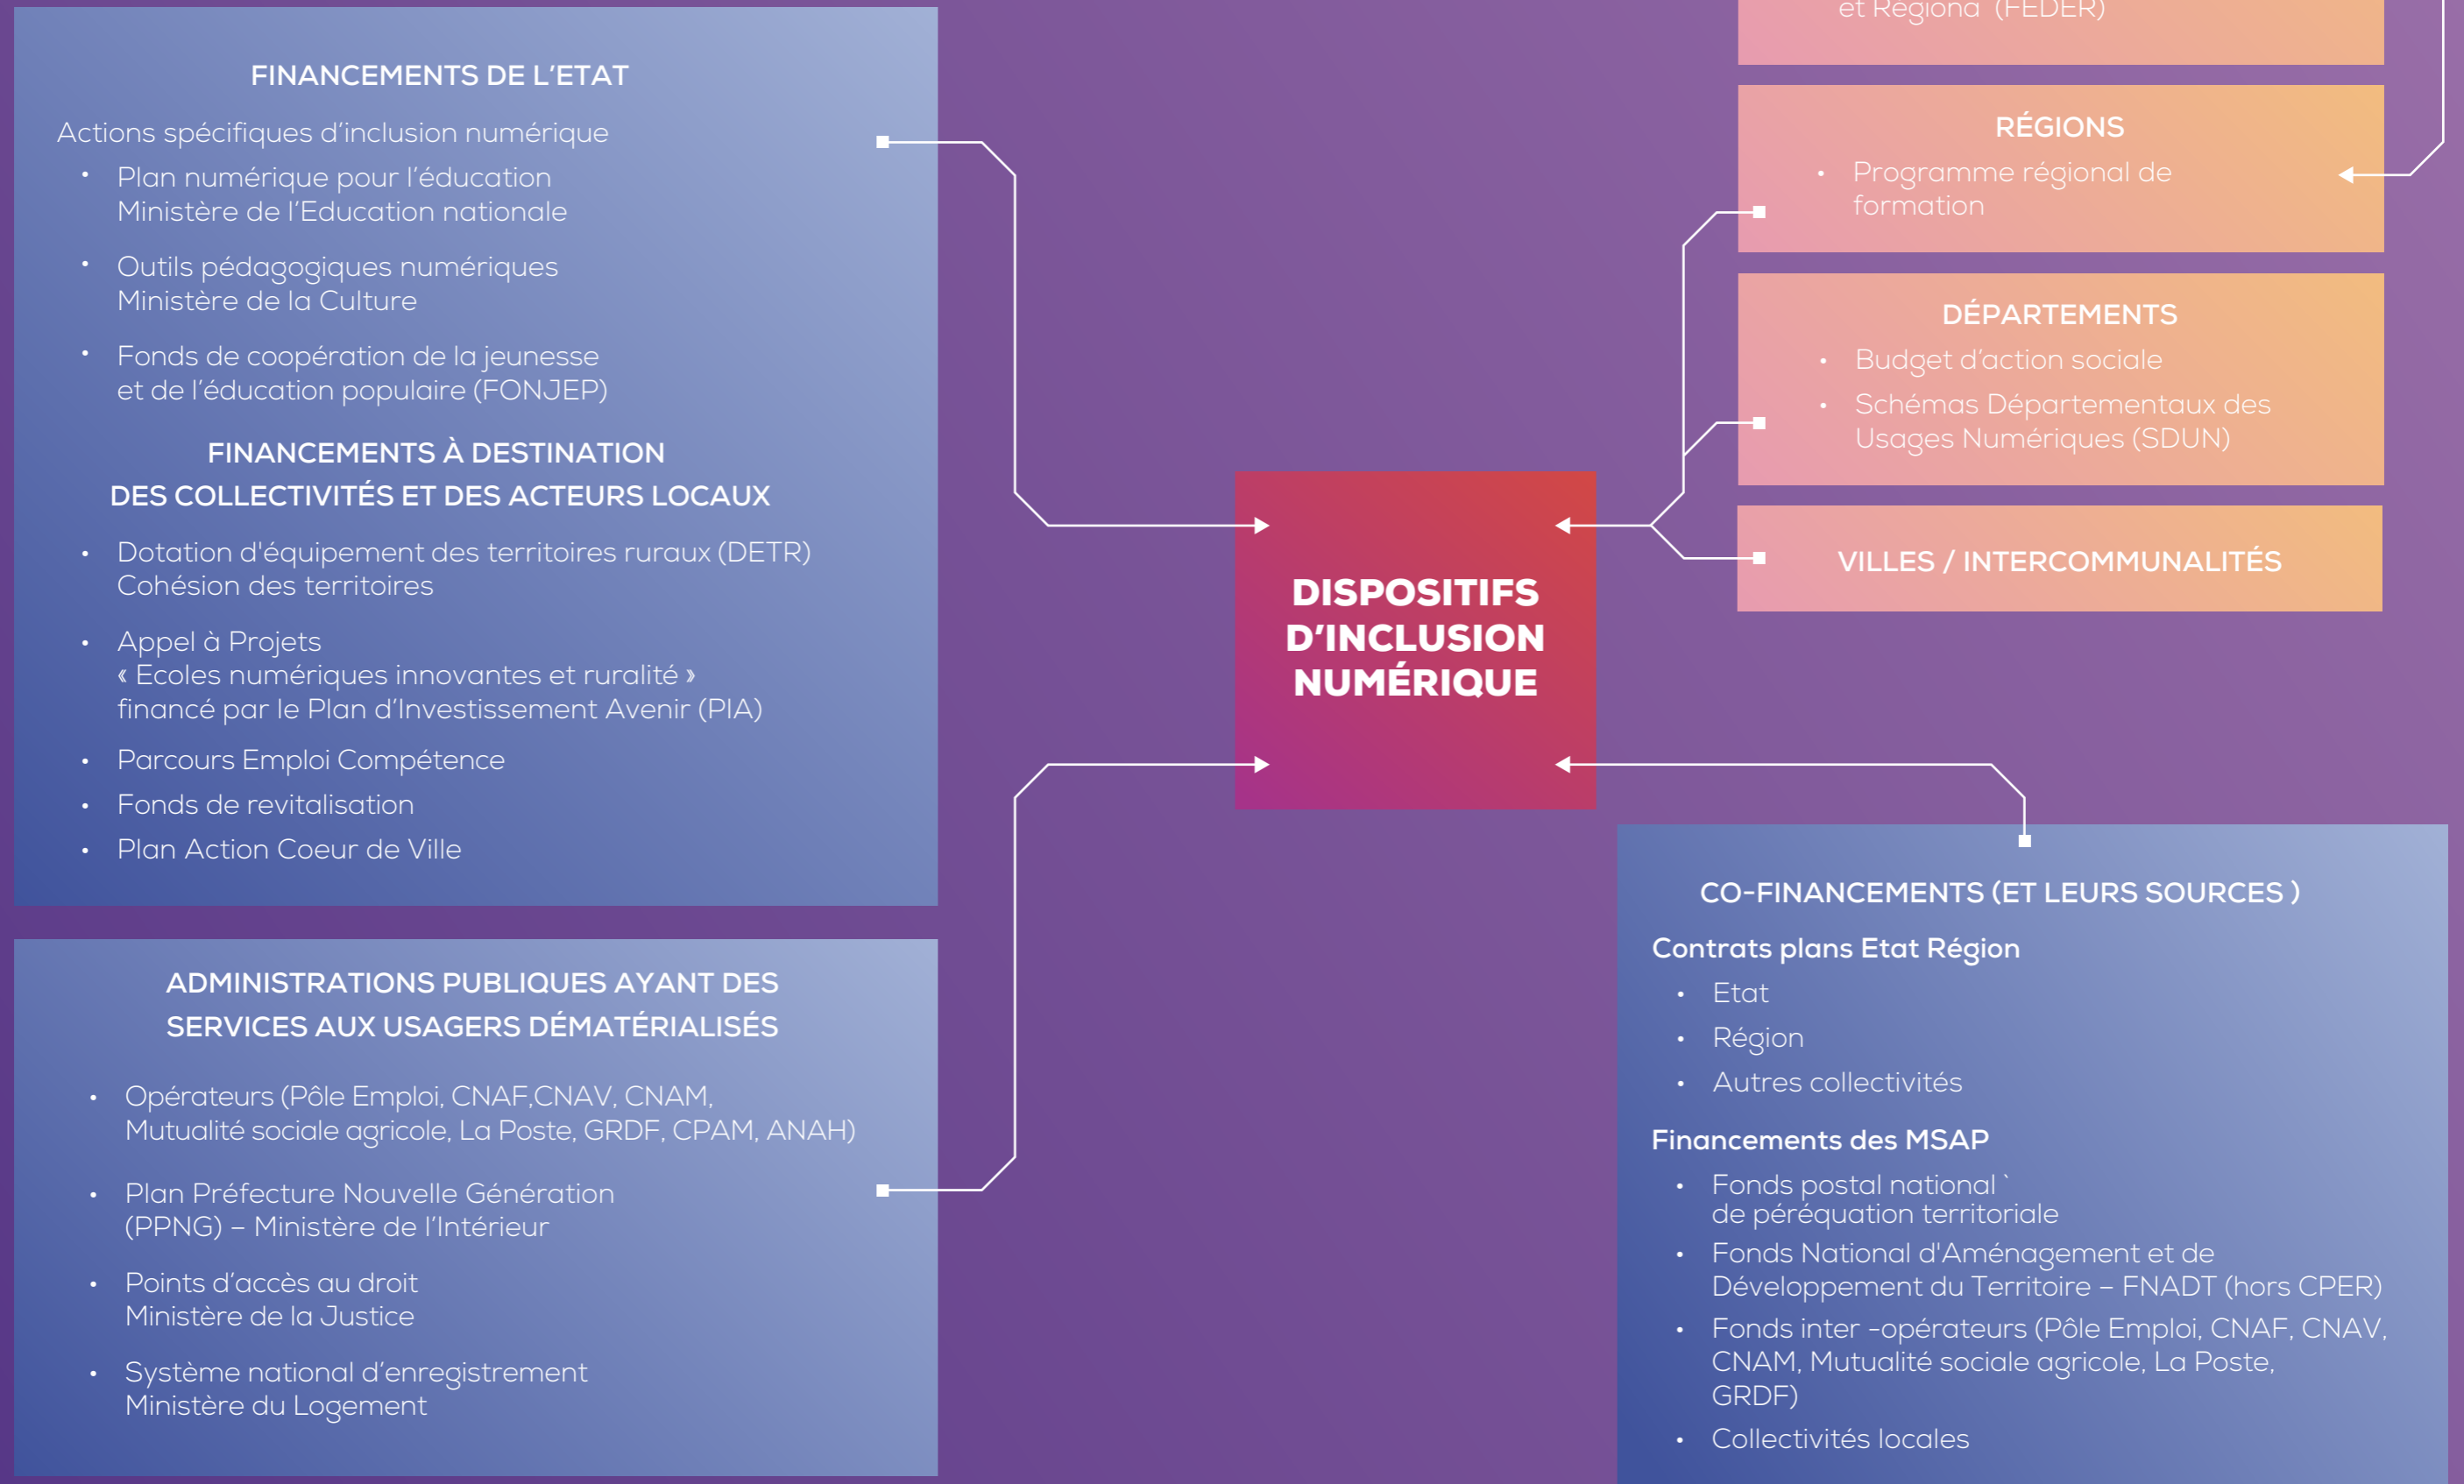 FINANCEMENTS DE L'ETAT
Actions spécifiques d'inclusion numérique
• Plan numérique pour l'éducation
Ministère de l'Education nationale
• Outils pédagogiques numériques
Ministère de la Culture
• Fonds de coopération de la jeunesse
et de l'éducation populaire (FONJEP)
FINANCEMENTS À DESTINATION
DES COLLECTIVITÉS ET DES ACTEURS LOCAUX
• Dotation d'équipement des territoires ruraux (DETR)
Cohésion des territoires
• Appel à Projets
« Ecoles numériques innovantes et ruralité »
financé par le Plan d'Investissement Avenir (PIA)
• Parcours Emploi Compétence
• Fonds de revitalisation
• Plan Action Coeur de Ville
ADMINISTRATIONS PUBLIQUES AYANT DES
SERVICES AUX USAGERS DÉMATÉRIALISÉS
• Opérateurs (Pôle Emploi, CNAF,CNAV, CNAM,
Mutualité sociale agricole, La Poste, GRDF, CPAM, ANAH)
• Plan Préfecture Nouvelle Génération
(PPNG) – Ministère de l'Intérieur
• Points d'accès au droit
Ministère de la Justice
• Système national d'enregistrement
Ministère du Logement
DISPOSITIFS
D'INCLUSION
NUMÉRIQUE
et Régiona (FEDER)
RÉGIONS
• Programme régional de
formation
DÉPARTEMENTS
• Budget d'action sociale
• Schémas Départementaux des
Usages Numériques (SDUN)
VILLES / INTERCOMMUNALITÉS
CO-FINANCEMENTS (ET LEURS SOURCES )
Contrats plans Etat Région
• Etat
• Région
• Autres collectivités
Financements des MSAP
• Fonds postal national `
de péréquation territoriale
• Fonds National d'Aménagement et de
Développement du Territoire – FNADT (hors CPER)
• Fonds inter -opérateurs (Pôle Emploi, CNAF, CNAV,
CNAM, Mutualité sociale agricole, La Poste,
GRDF)
• Collectivités locales